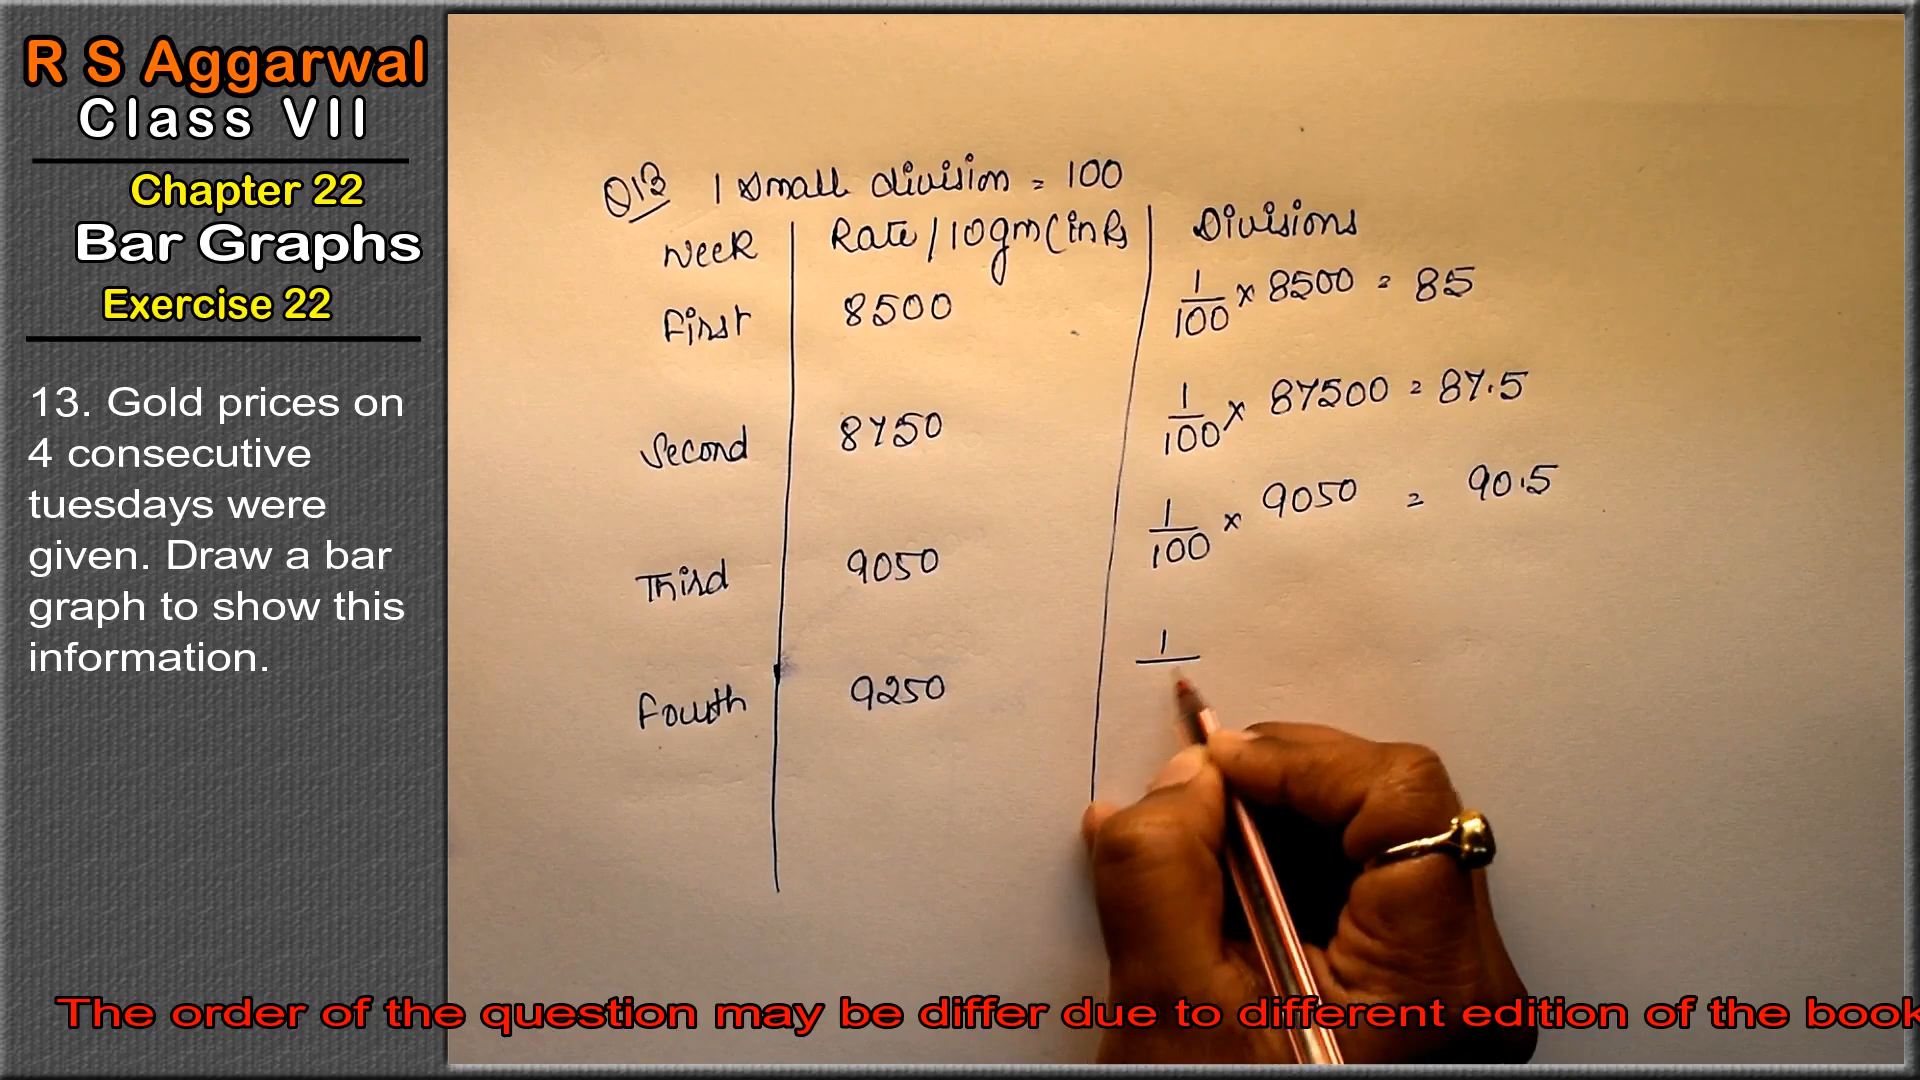 R S Aggarwal
Class VII
Chapter 22
Bar Graphs
Exercise 22
13. Gold prices on
4 consecutive
tuesdays were
given. Draw a bar
graph to show this
information.
Q13 1 small division = 100
Week Rate/10gm(in Rs Divisions
First 8500 1/100 × 8500 = 85
Second 8750 1/100 × 87500 = 87.5
Third 9050 1/100 × 9050 = 90.5
Fourth 9250 1
The order of the question may be differ due to different edition of the book